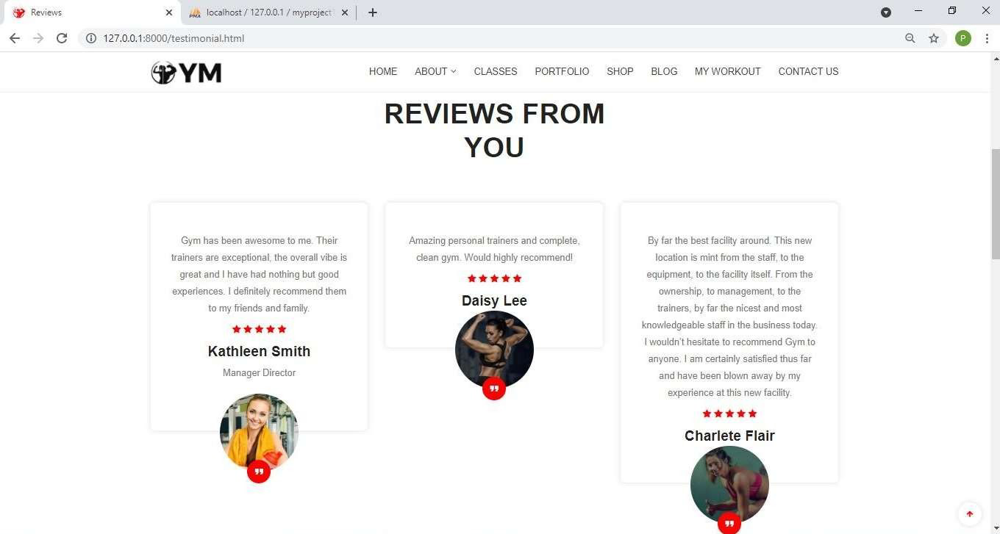 Reviews
localhost / 127.0.0.1 / myproject
127.0.0.1:8000/testimonial.html
P
YM
HOME ABOUT CLASSES PORTFOLIO SHOP BLOG MY WORKOUT CONTACT US
REVIEWS FROM
YOU
Gym has been awesome to me. Their
trainers are exceptional, the overall vibe is
great and I have had nothing but good
experiences. I definitely recommend them
to my friends and family.
Kathleen Smith
Manager Director
Amazing personal trainers and complete,
clean gym. Would highly recommend!
Daisy Lee
By far the best facility around. This new
location is mint from the staff, to the
equipment, to the facility itself. From the
ownership, to management, to the
trainers, by far the nicest and most
knowledgeable staff in the business today.
I wouldn't hesitate to recommend Gym to
anyone. I am certainly satisfied thus far
and have been blown away by my
experience at this new facility.
Charlete Flair